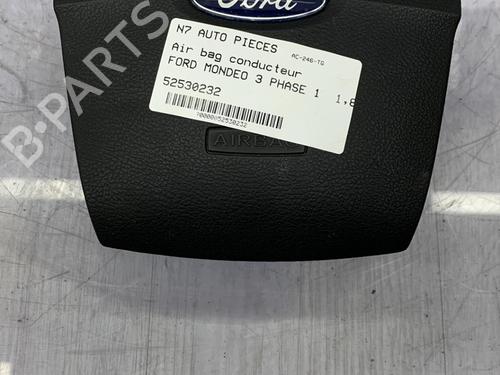 Ford
N7 AUTO PIECES
AC-246-TG
Air bag conducteur
FORD MONDEO 3 PHASE 1 1,8
52530232
AIRBAG
B-PARTS